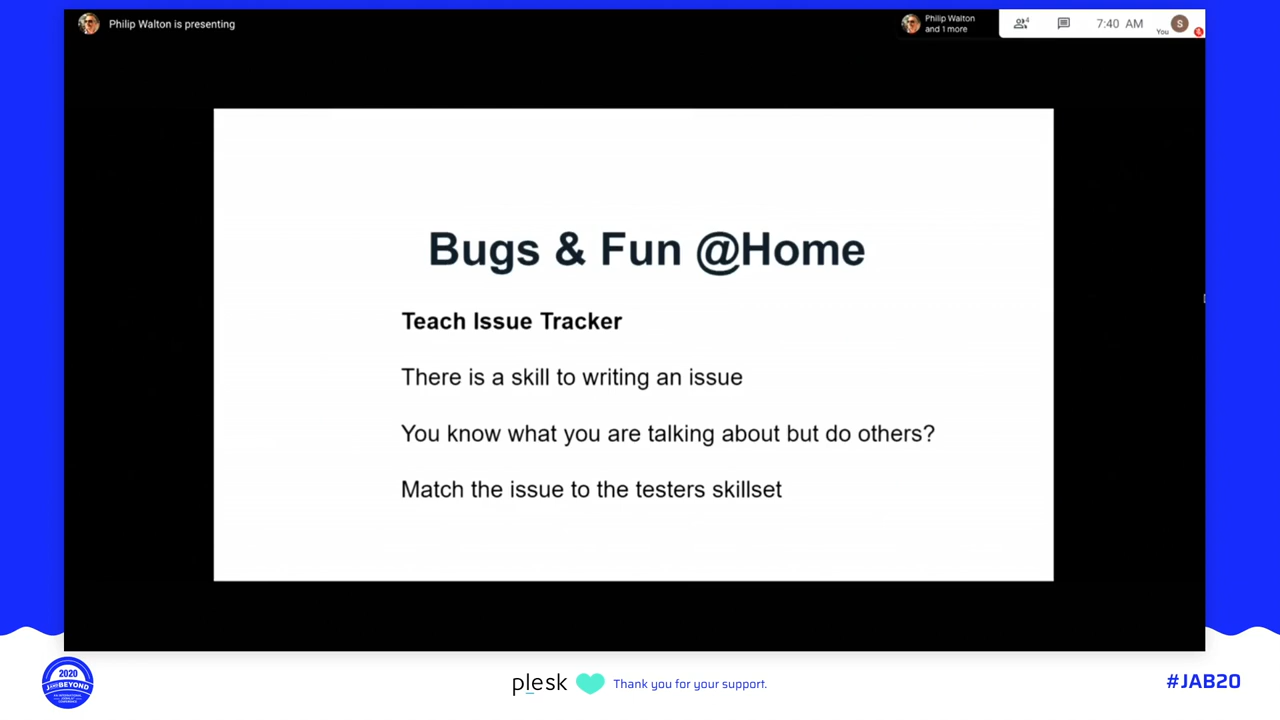 Philip Walton is presenting
Philip Walton
and 1 more
4
7:40 AM
You
S
Bugs & Fun @Home
Teach Issue Tracker
There is a skill to writing an issue
You know what you are talking about but do others?
Match the issue to the testers skillset
2020
JANDBEYOND
plesk
Thank you for your support.
#JAB20